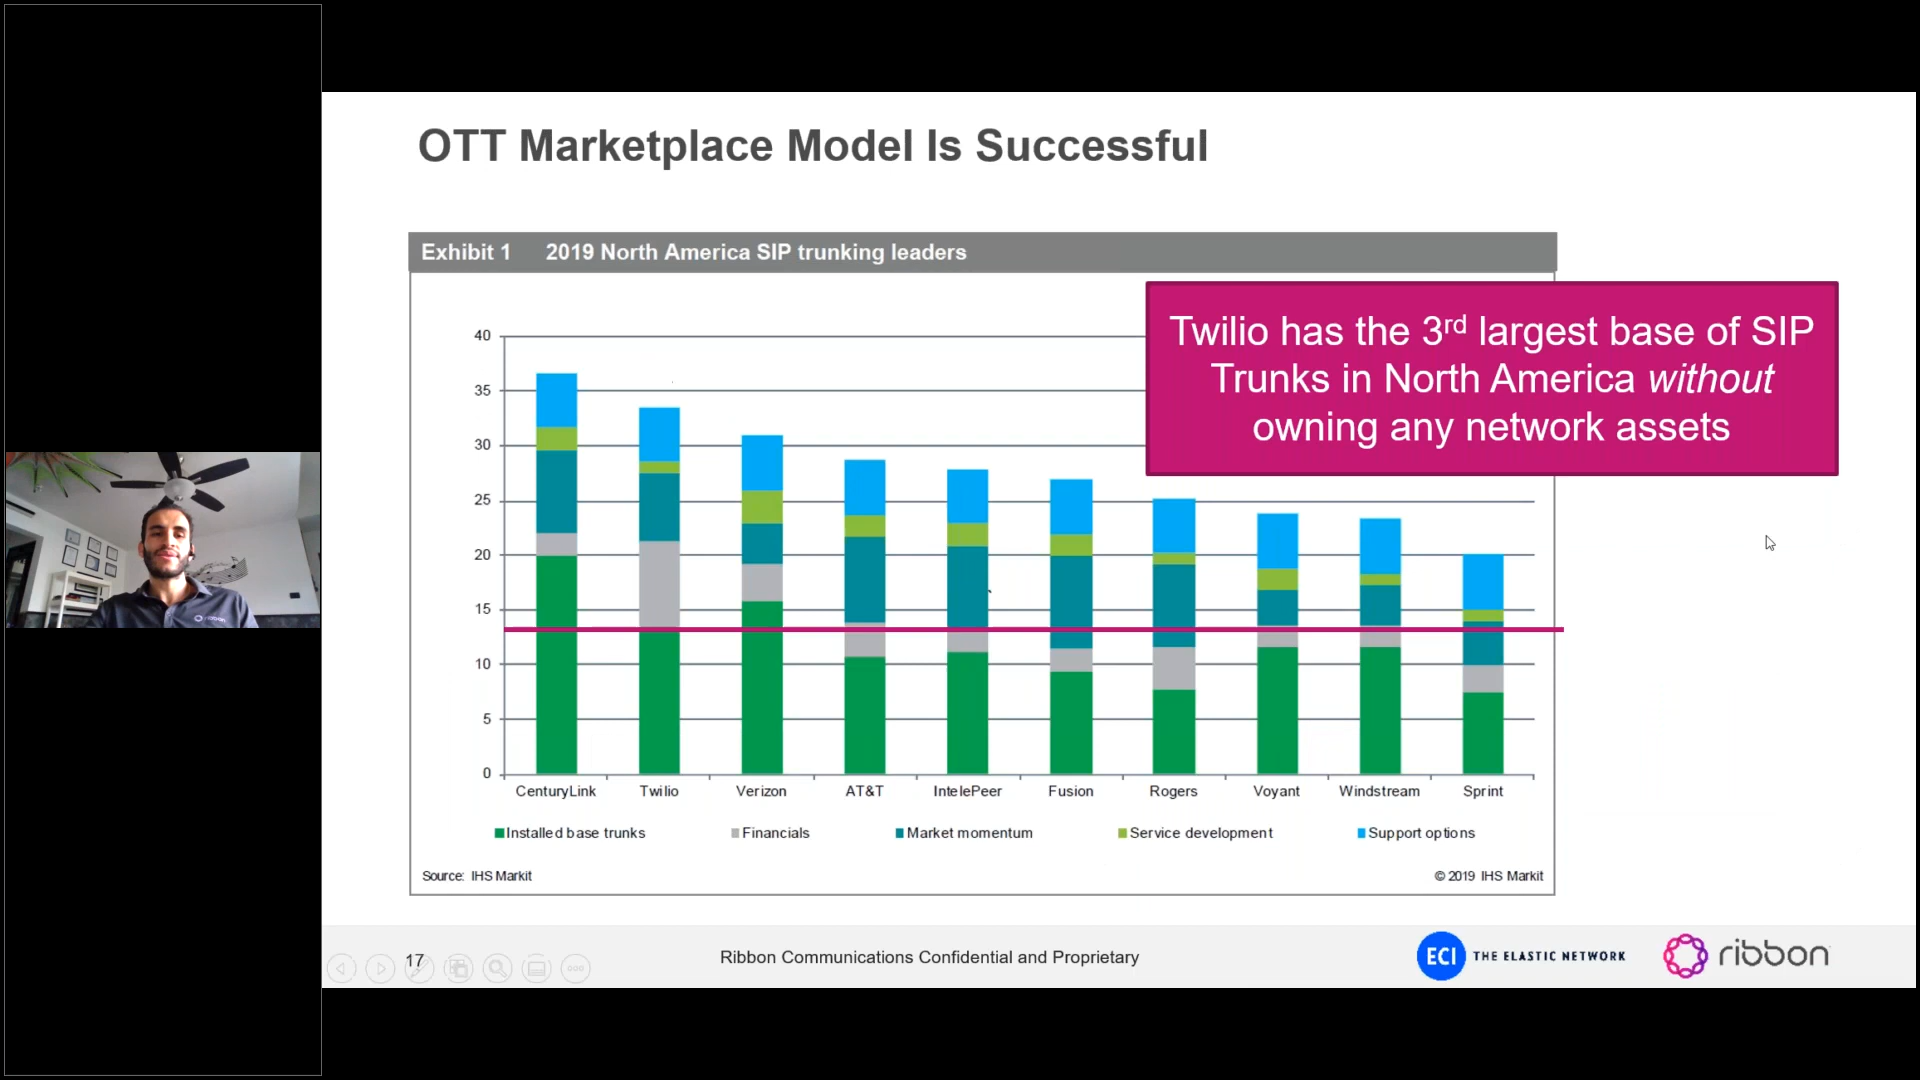 OTT Marketplace Model Is Successful
Exhibit 1 2019 North America SIP trunking leaders
Twilio has the 3rd largest base of SIP
Trunks in North America without
owning any network assets
40
35
30
25
20
15
10
5
0
CenturyLink Twilio Verizon AT&T IntelePeer Fusion Rogers Voyant Windstream Sprint
Installed base trunks Financials Market momentum Service development Support options
Source: IHS Markit © 2019 IHS Markit
17 Ribbon Communications Confidential and Proprietary ECI THE ELASTIC NETWORK ribbon
ribbon